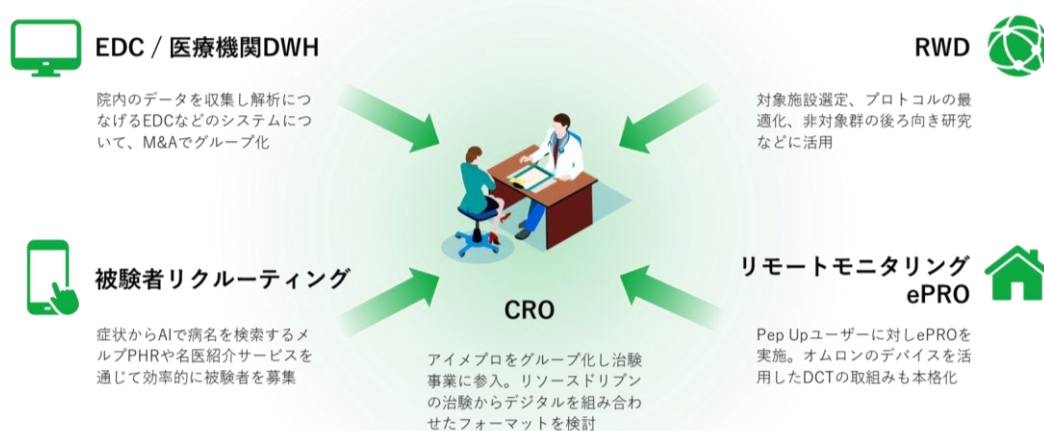 EDC / 医療機関DWH
院内のデータを収集し解析につ
なげるEDCなどのシステムにつ
いて、M&Aでグループ化
RWD
対象施設選定、プロトコルの最
適化、非対象群の後ろ向き研究
などに活用
被験者リクルーティング
症状からAIで病名を検索するメ
ルプPHRや名医紹介サービスを
通じて効率的に被験者を募集
CRO
アイメプロをグループ化し治験
事業に参入。リソースドリブン
の治験からデジタルを組み合わ
せたフォーマットを検討
リモートモニタリング
ePRO
Pep Upユーザーに対しePROを
実施。オムロンのデバイスを活
用したDCTの取組みも本格化